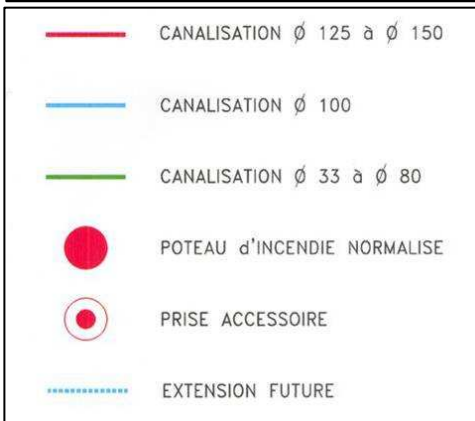 CANALISATION Ø 125 à Ø 150
CANALISATION Ø 100
CANALISATION Ø 33 à Ø 80
POTEAU d'INCENDIE NORMALISE
PRISE ACCESSOIRE
EXTENSION FUTURE